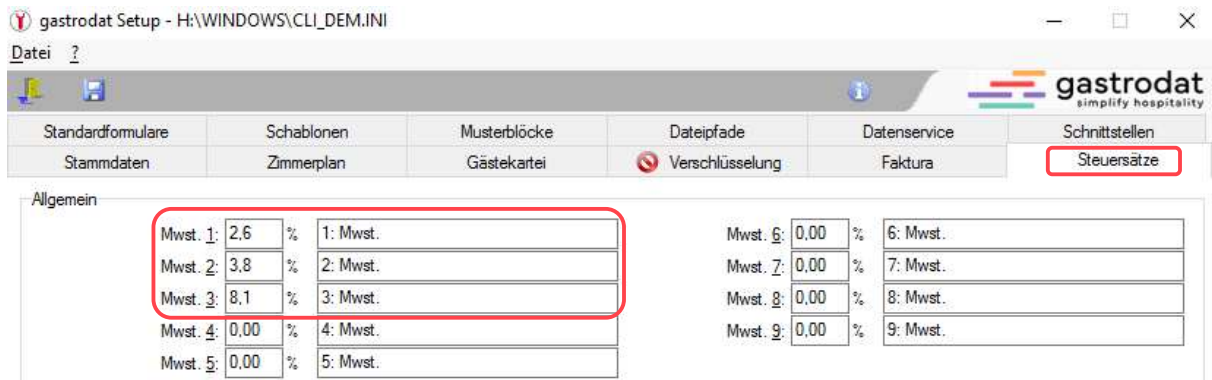 gastrodat Setup - H:\WINDOWS\CLI_DEM.INI
Datei ?
gastrodat
simplify hospitality
Standardformulare Schablonen Musterblöcke Dateipfade Datenservice Schnittstellen
Stammdaten Zimmerplan Gästekartei Verschlüsselung Faktura Steuersätze
Allgemein
Mwst. 1: 2,6 % 1: Mwst. Mwst. 6: 0,00 % 6: Mwst.
Mwst. 2: 3,8 % 2: Mwst. Mwst. 7: 0,00 % 7: Mwst.
Mwst. 3: 8,1 % 3: Mwst. Mwst. 8: 0,00 % 8: Mwst.
Mwst. 4: 0,00 % 4: Mwst. Mwst. 9: 0,00 % 9: Mwst.
Mwst. 5: 0,00 % 5: Mwst.